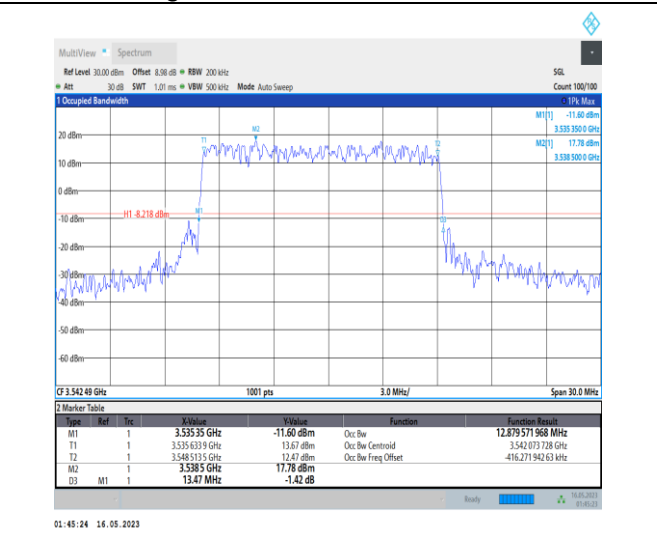 MultiView Spectrum
Ref Level 30.00 dBm Offset 8.98 dB RBW 200 kHz SGL
Att 30 dB SWT 1.01 ms VBW 500 kHz Mode Auto Sweep Count 100/100
1 Occupied Bandwidth 1Pk Max
M1[1] -11.60 dBm
3.535 350 0 GHz
M2[1] 17.78 dBm
3.538 500 0 GHz
M2
T1
T2
20 dBm
10 dBm
0 dBm
M1
H1 -8.218 dBm
-10 dBm
D3
-20 dBm
-30 dBm
-40 dBm
-50 dBm
-60 dBm
CF 3.542 49 GHz 1001 pts 3.0 MHz/ Span 30.0 MHz
2 Marker Table
Type Ref Trc X-Value Y-Value Function Function Result
M1 1 3.535 35 GHz -11.60 dBm Occ Bw 12.879 571 968 MHz
T1 1 3.535 633 9 GHz 13.67 dBm Occ Bw Centroid 3.542 073 728 GHz
T2 1 3.548 513 5 GHz 12.47 dBm Occ Bw Freq Offset -416.271 942 63 kHz
M2 1 3.538 5 GHz 17.78 dBm
D3 M1 1 13.47 MHz -1.42 dB
Ready 16.05.2023
01:45:23
01:45:24 16.05.2023